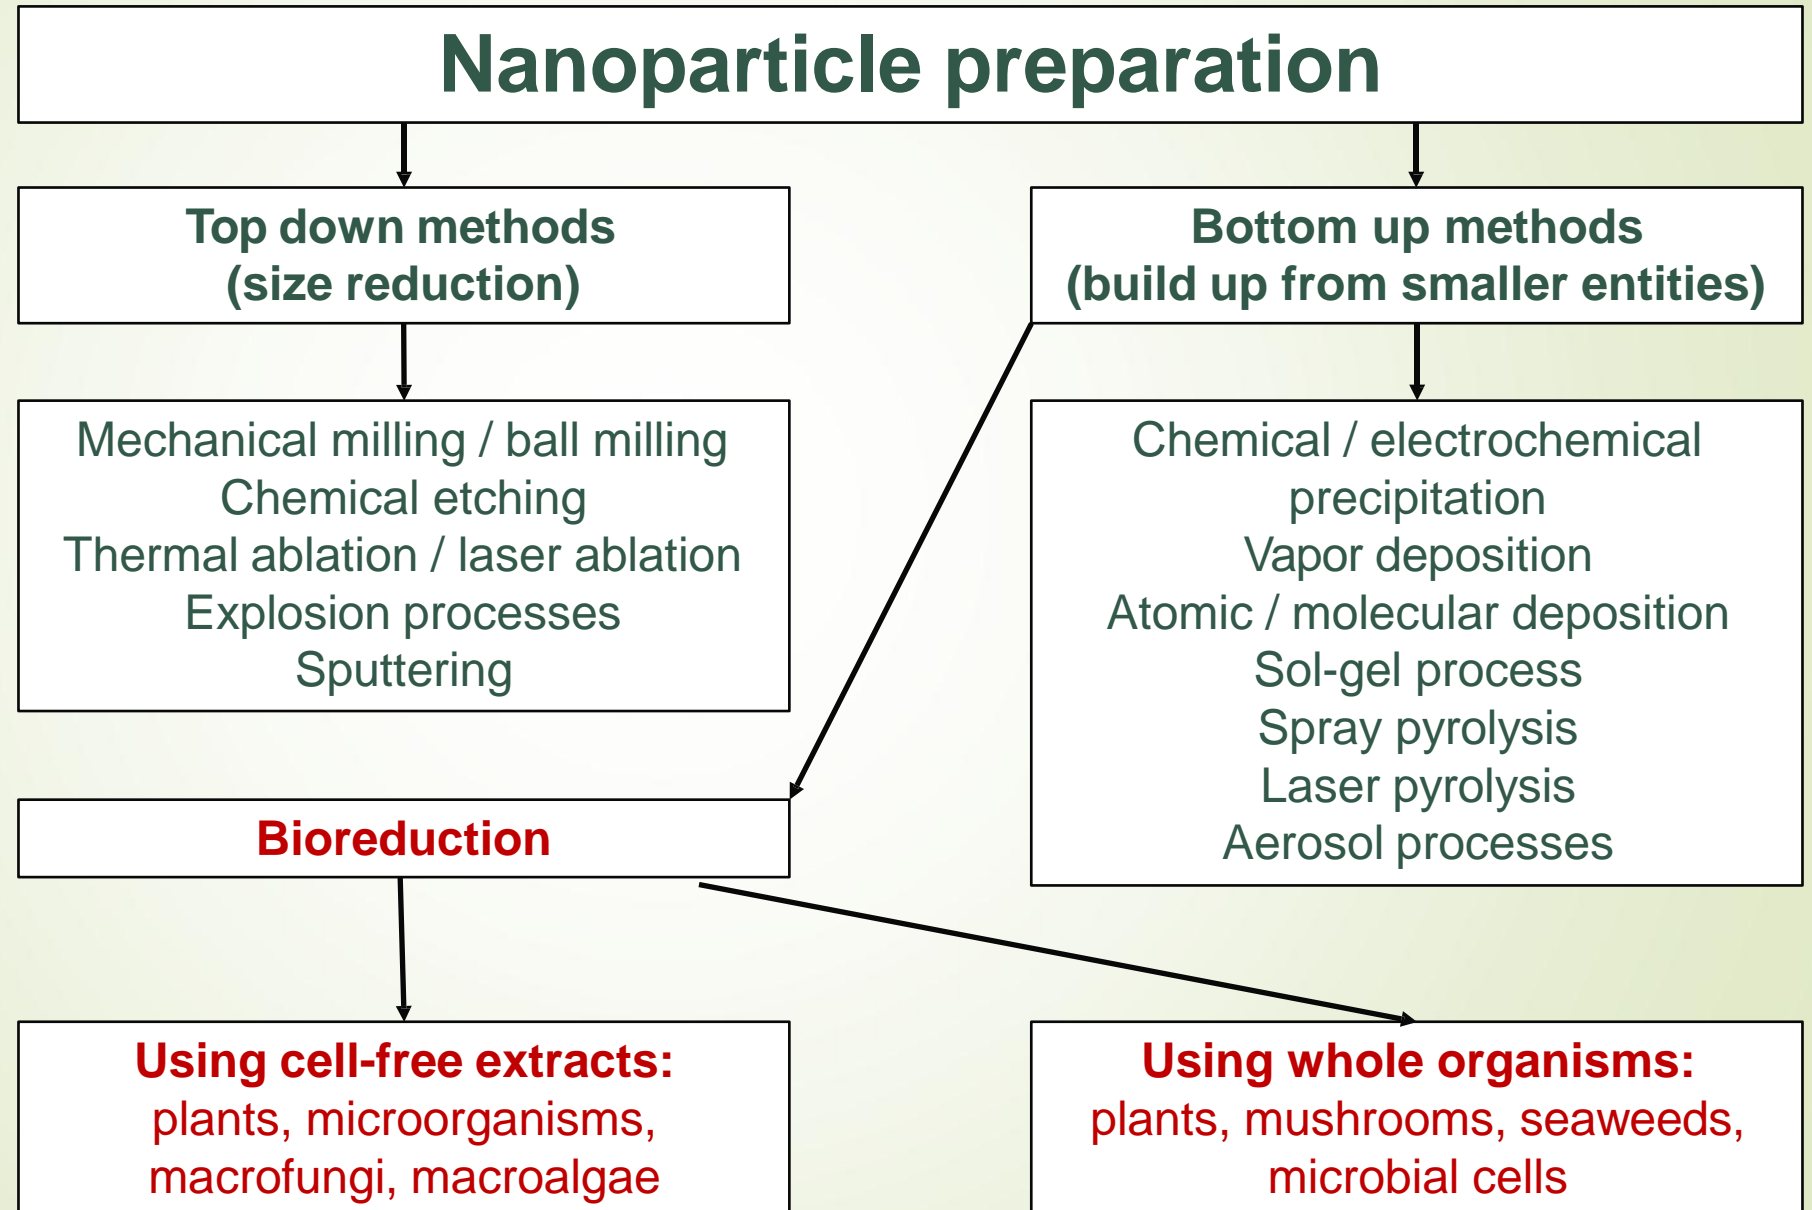 Nanoparticle preparation
Top down methods
(size reduction)
Bottom up methods
(build up from smaller entities)
Mechanical milling / ball milling
Chemical etching
Thermal ablation / laser ablation
Explosion processes
Sputtering
Chemical / electrochemical
precipitation
Vapor deposition
Atomic / molecular deposition
Sol-gel process
Spray pyrolysis
Laser pyrolysis
Aerosol processes
Bioreduction
Using cell-free extracts:
plants, microorganisms,
macrofungi, macroalgae
Using whole organisms:
plants, mushrooms, seaweeds,
microbial cells